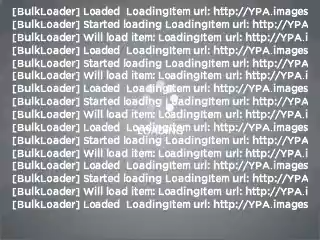 [BulkLoader] Loaded LoadingItem url: http://YPA.images
[BulkLoader] Started loading LoadingItem url: http://YPA
[BulkLoader] Will load item: LoadingItem url: http://YPA.i
[BulkLoader] Loaded LoadingItem url: http://YPA.images
[BulkLoader] Started loading LoadingItem url: http://YPA
[BulkLoader] Will load item: LoadingItem url: http://YPA.i
[BulkLoader] Loaded LoadingItem url: http://YPA.images
[BulkLoader] Started loading LoadingItem url: http://YPA
[BulkLoader] Will load item: LoadingItem url: http://YPA.i
[BulkLoader] Loaded LoadingItem url: http://YPA.images
LOADING
[BulkLoader] Started loading LoadingItem url: http://YPA
[BulkLoader] Will load item: LoadingItem url: http://YPA.i
[BulkLoader] Loaded LoadingItem url: http://YPA.images
[BulkLoader] Started loading LoadingItem url: http://YPA
[BulkLoader] Will load item: LoadingItem url: http://YPA.i
[BulkLoader] Loaded LoadingItem url: http://YPA.images